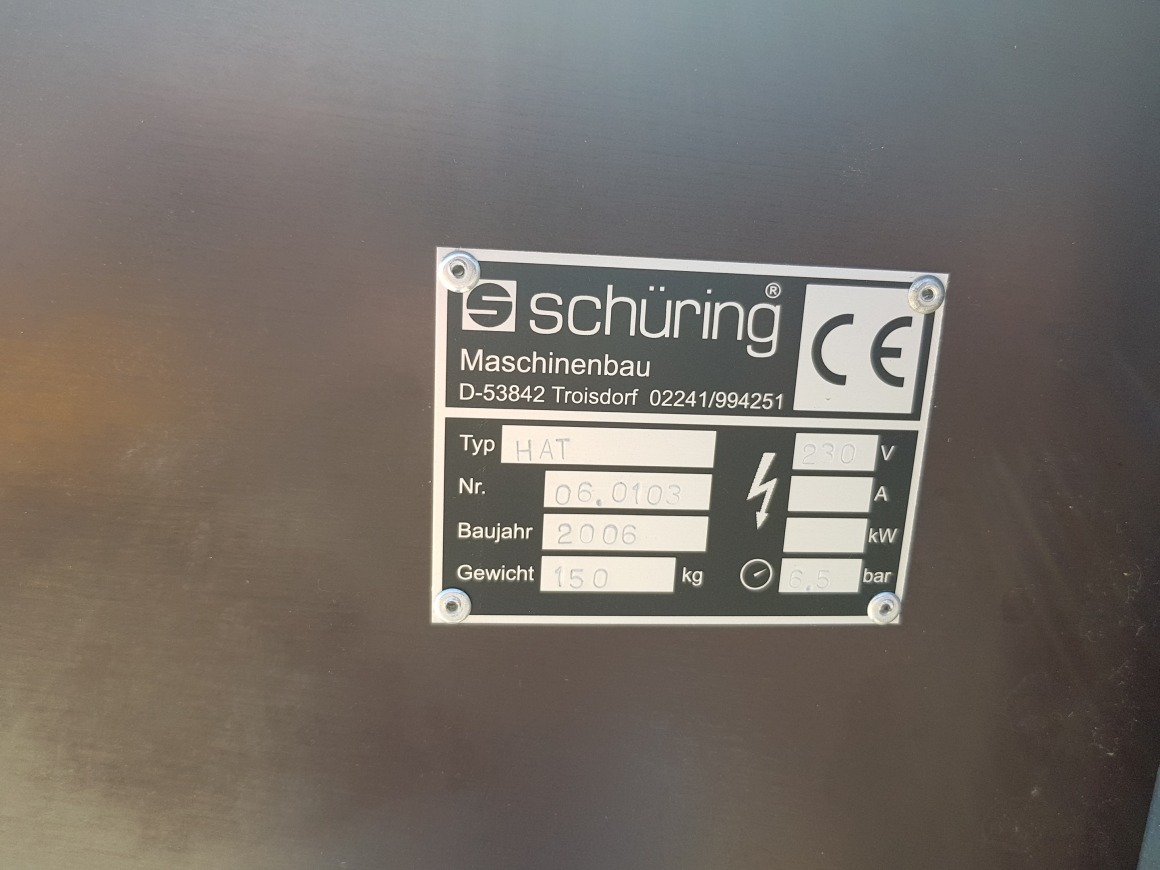 schüring®
Maschinenbau
D-53842 Troisdorf 02241/994251
CE
Typ HAT
230 V
Nr. 06.0103
A
Baujahr 2006
kW
Gewicht 150 kg
6.5 bar